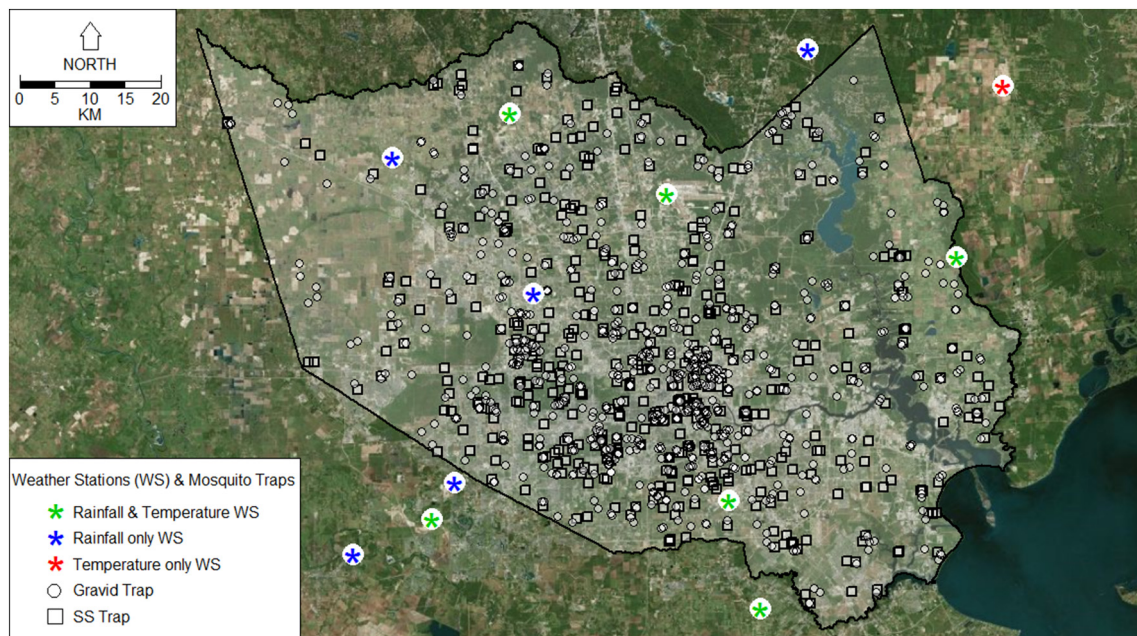 NORTH
0 5 10 15 20
KM
Weather Stations (WS) & Mosquito Traps
Rainfall & Temperature WS
Rainfall only WS
Temperature only WS
Gravid Trap
SS Trap